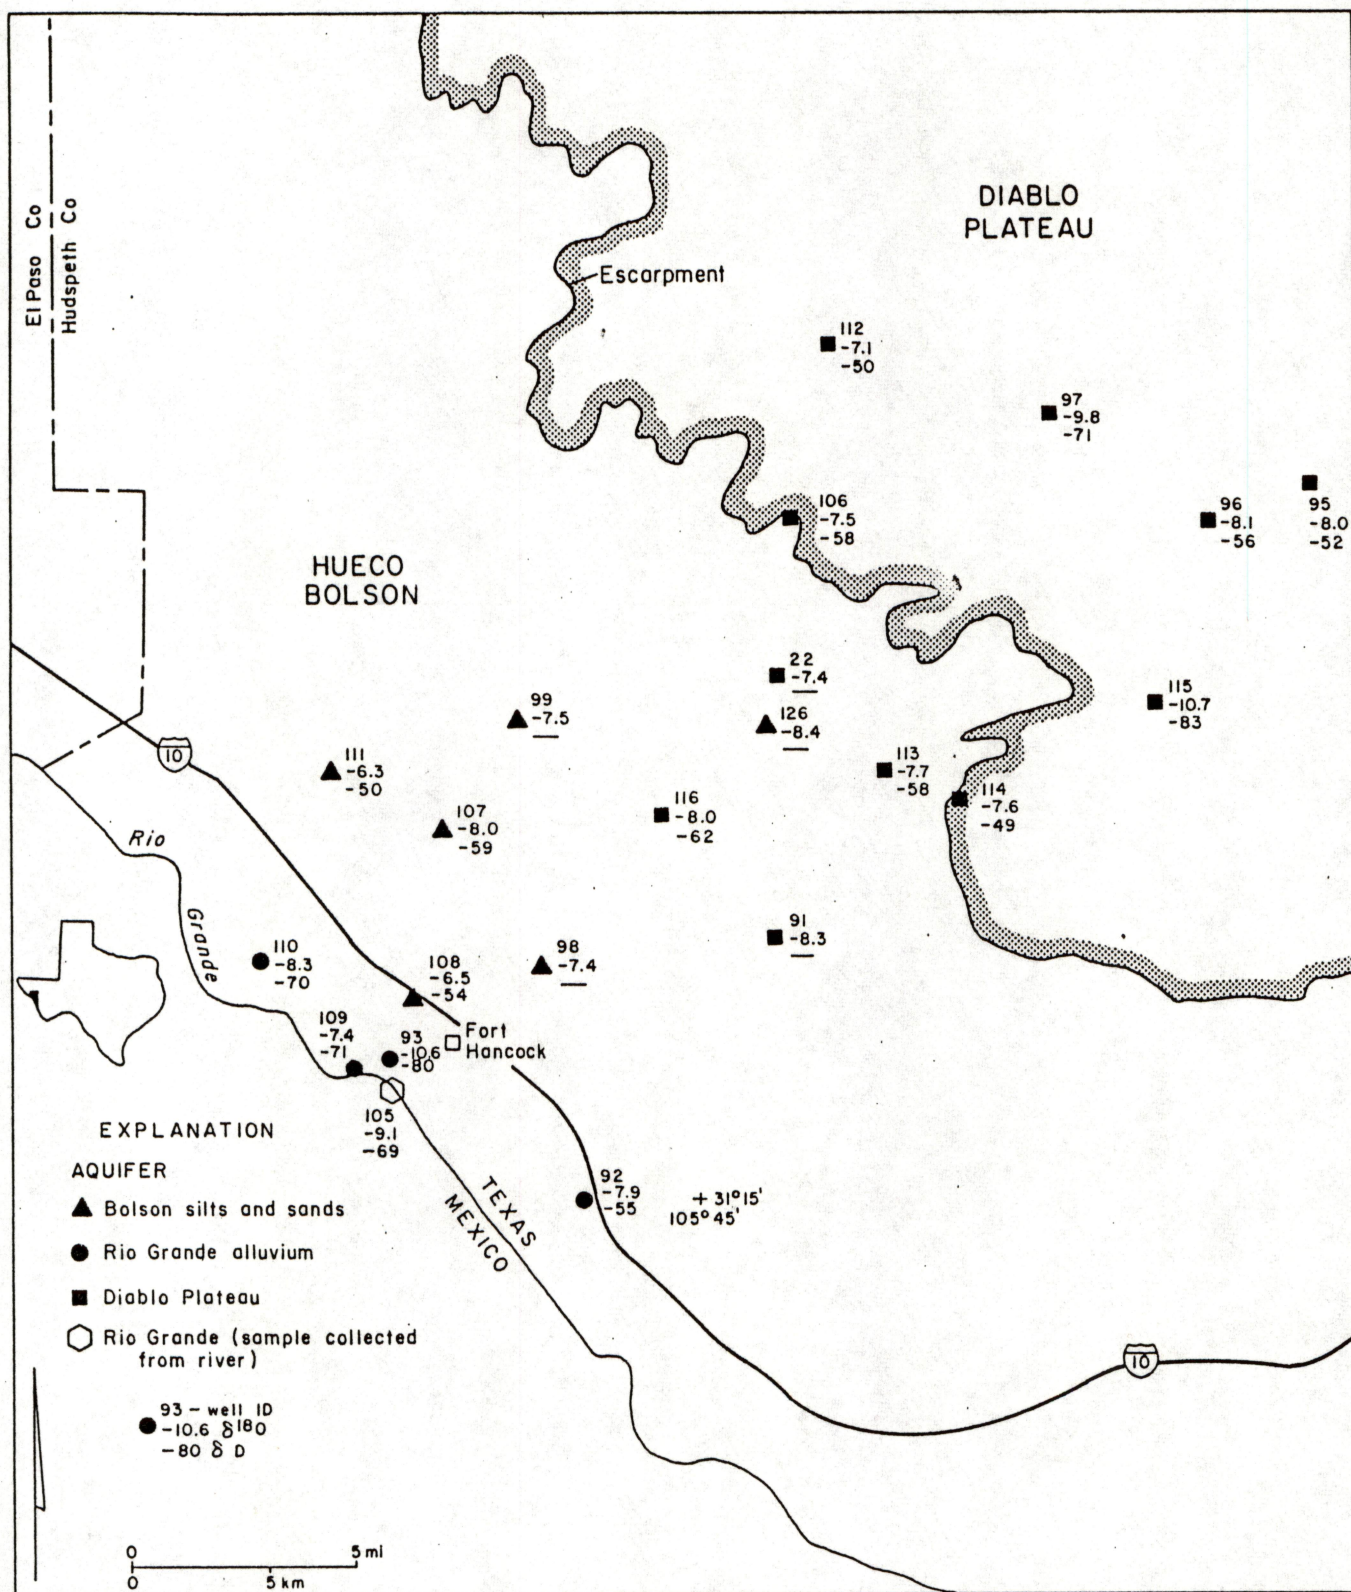 DIABLO
PLATEAU
El Paso Co
Hudspeth Co
Escarpment
112
-7.1
-50
97
-9.8
-71
106
-7.5
-58
96
-8.1
-56
95
-8.0
-52
HUECO
BOLSON
22
-7.4
99
-7.5
126
-8.4
115
-10.7
-83
10
111
-6.3
-50
113
-7.7
-58
114
-7.6
-49
107
-8.0
-59
116
-8.0
-62
Rio
Grande
91
-8.3
110
-8.3
-70
108
-6.5
-54
98
-7.4
109
-7.4
-71
93
-10.6
-80
Fort
Hancock
105
-9.1
-69
TEXAS
MEXICO
92
-7.9
-55
+ 31°15'
105°45'
EXPLANATION
AQUIFER
Bolson silts and sands
Rio Grande alluvium
Diablo Plateau
Rio Grande (sample collected
from river)
93 – well ID
-10.6 δ18O
-80 δ D
10
0 5 mi
0 5 km